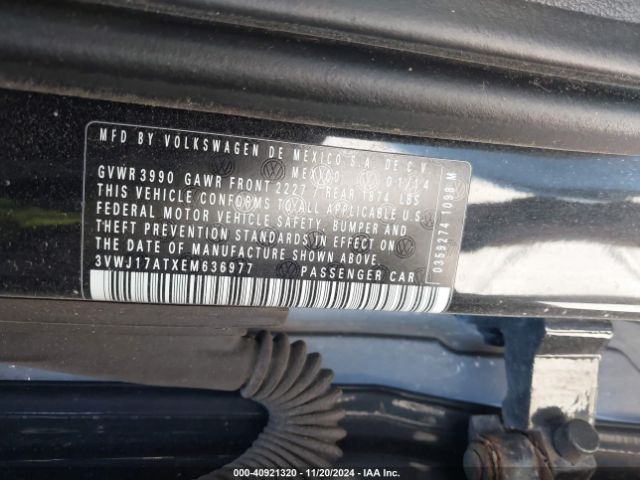 MFD BY VOLKSWAGEN DE MEXICO S.A. DE C.V.
MEXICO 01/14
GVWR 3990 GAWR FRONT 2227 REAR 1874 LBS
THIS VEHICLE CONFORMS TO ALL APPLICABLE U.S.
FEDERAL MOTOR VEHICLE SAFETY, BUMPER AND
THEFT PREVENTION STANDARDS IN EFFECT ON
THE DATE OF MANUFACTURE SHOWN ABOVE.
3VWJ17ATXEM636977 PASSENGER CAR
0359274 1098 M
000-40921320 - 11/20/2024 - IAA Inc.